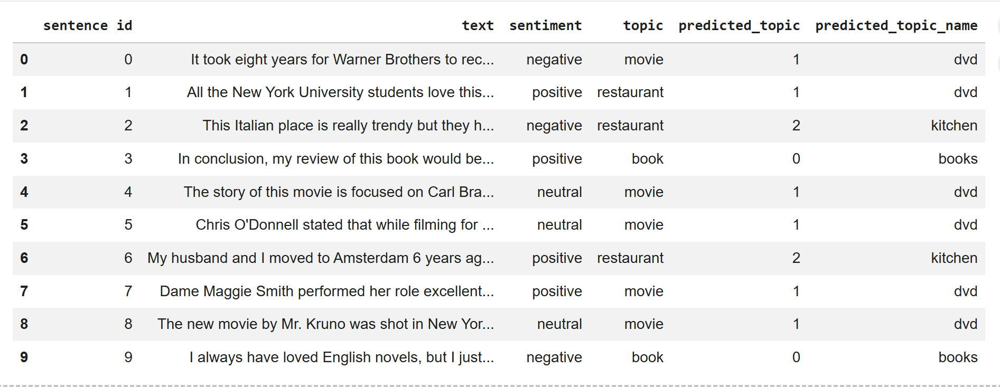 sentence id text sentiment topic predicted_topic predicted_topic_name
0 0 It took eight years for Warner Brothers to rec... negative movie 1 dvd
1 1 All the New York University students love this... positive restaurant 1 dvd
2 2 This Italian place is really trendy but they h... negative restaurant 2 kitchen
3 3 In conclusion, my review of this book would be... positive book 0 books
4 4 The story of this movie is focused on Carl Bra... neutral movie 1 dvd
5 5 Chris O'Donnell stated that while filming for ... neutral movie 1 dvd
6 6 My husband and I moved to Amsterdam 6 years ag... positive restaurant 2 kitchen
7 7 Dame Maggie Smith performed her role excellent... positive movie 1 dvd
8 8 The new movie by Mr. Kruno was shot in New Yor... neutral movie 1 dvd
9 9 I always have loved English novels, but I just... negative book 0 books